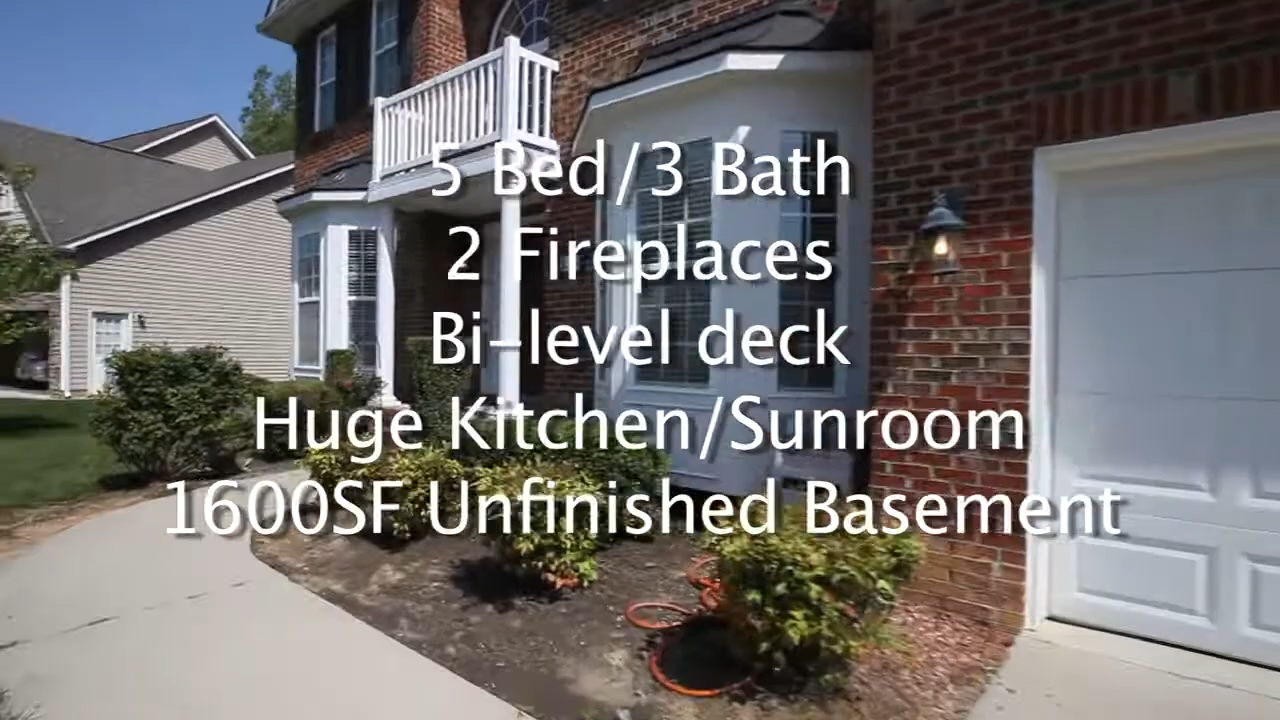 5 Bed/3 Bath
2 Fireplaces
Bi-level deck
Huge Kitchen/Sunroom
1600SF Unfinished Basement